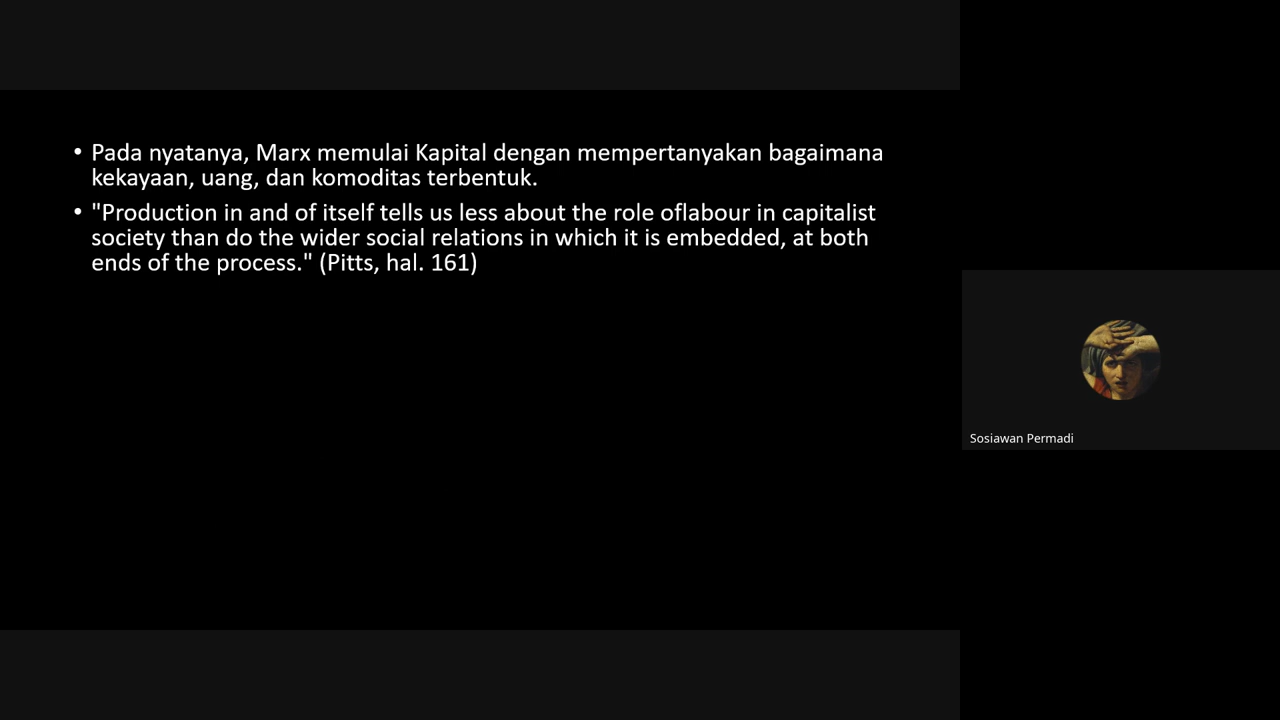 • Pada nyatanya, Marx memulai Kapital dengan mempertanyakan bagaimana
kekayaan, uang, dan komoditas terbentuk.
• "Production in and of itself tells us less about the role oflabour in capitalist
society than do the wider social relations in which it is embedded, at both
ends of the process." (Pitts, hal. 161)
Sosiawan Permadi